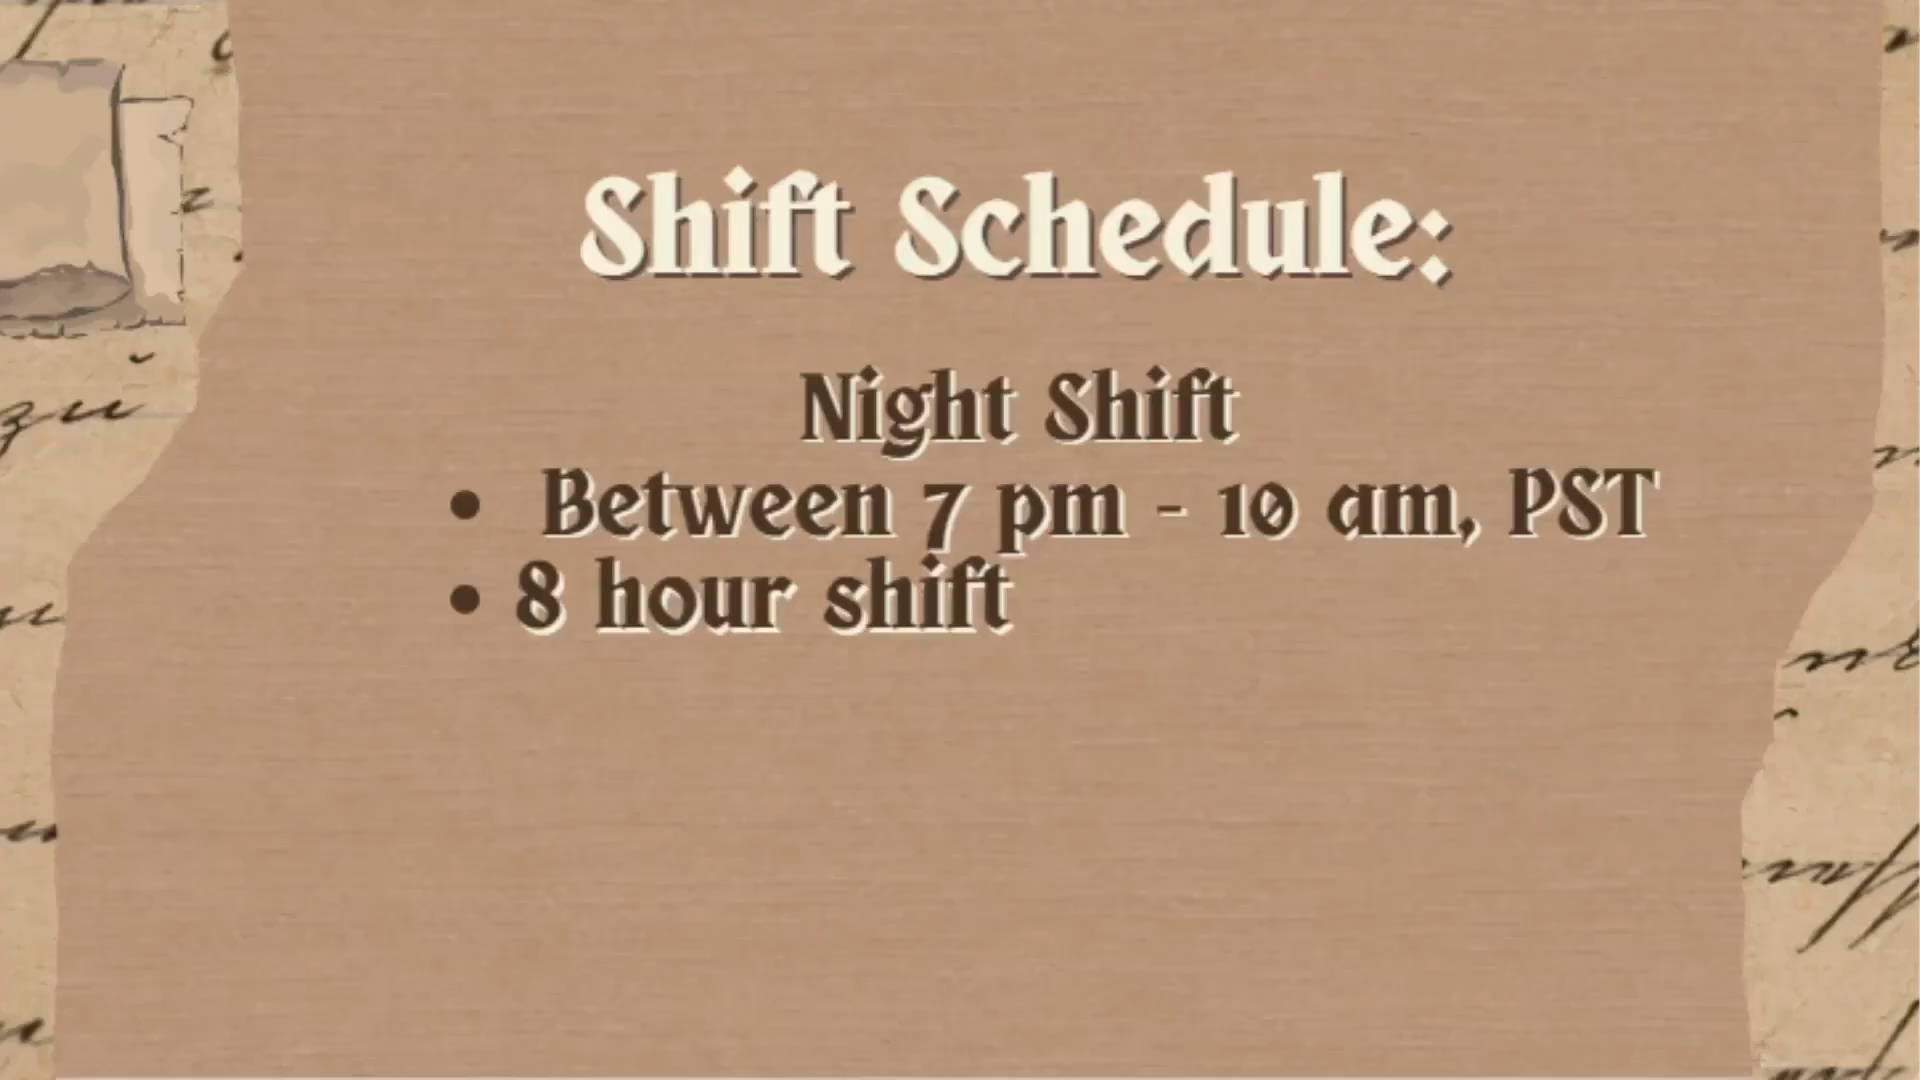 Shift Schedule:
Night Shift
• Between 7 pm - 10 am, PST
• 8 hour shift